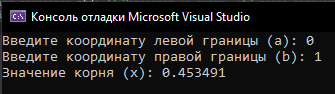 Консоль отладки Microsoft Visual Studio
Введите координату левой границы (a): 0
Введите координату правой границы (b): 1
Значение корня (x): 0.453491